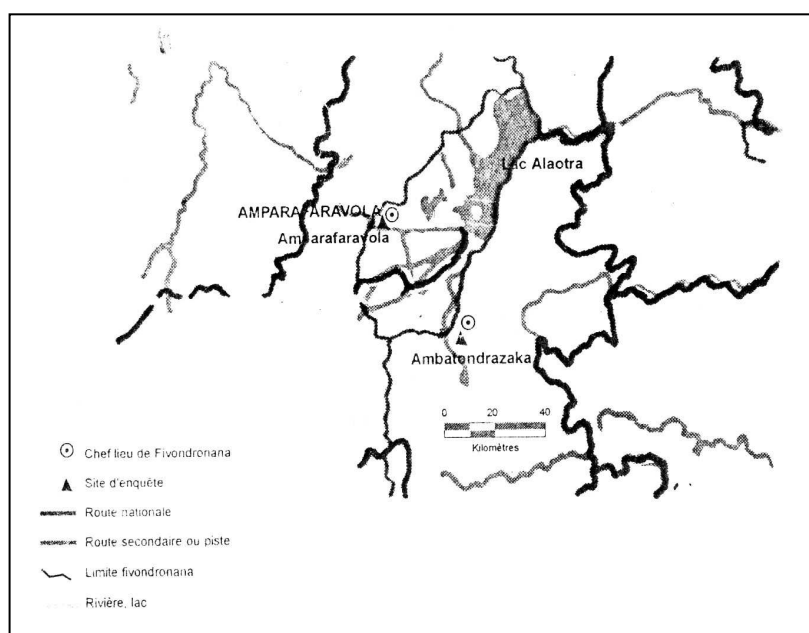 Lac Alaotra
AMPARAFARAVOLA
Amparafaravola
Ambatondrazaka
0 20 40
Kilomètres
Chef lieu de Fivondronana
Site d'enquête
Route nationale
Route secondaire ou piste
Limite fivondronana
Rivière, lac